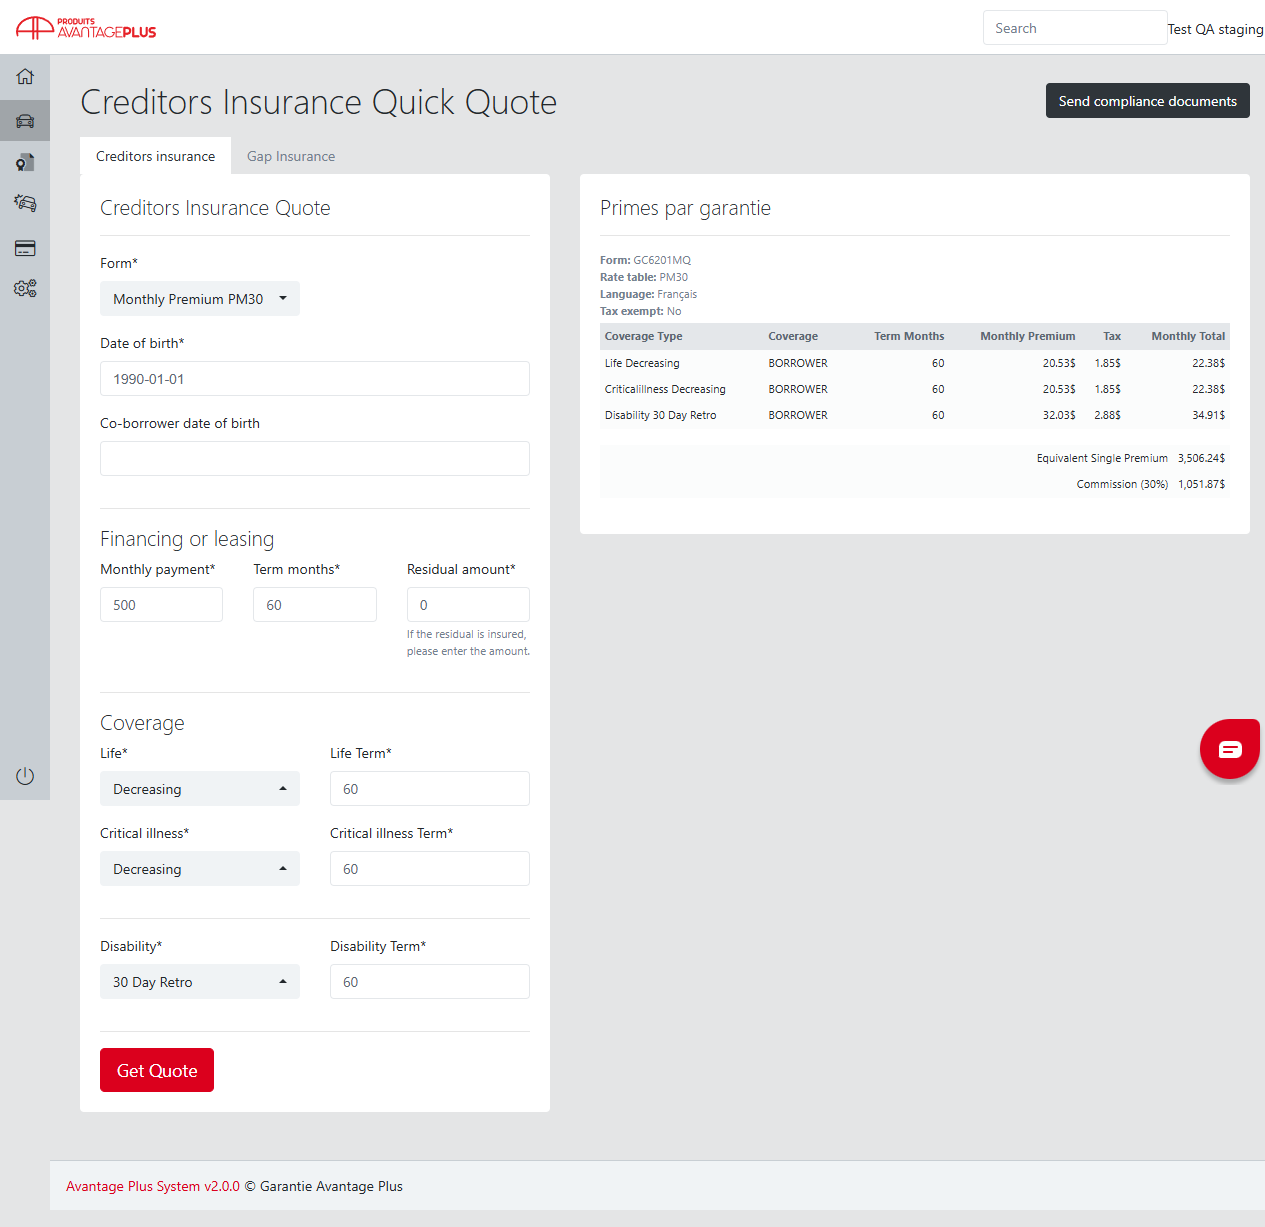 PRODUITS
AVANTAGEPLUS
Search
Test QA staging
Creditors Insurance Quick Quote
Send compliance documents
Creditors insurance
Gap Insurance
Creditors Insurance Quote
Form*
Monthly Premium PM30
Date of birth*
1990-01-01
Co-borrower date of birth
Financing or leasing
Monthly payment* Term months* Residual amount*
500 60 0
If the residual is insured,
please enter the amount.
Coverage
Life* Life Term*
Decreasing 60
Critical illness* Critical illness Term*
Decreasing 60
Disability* Disability Term*
30 Day Retro 60
Get Quote
Primes par garantie
Form: GC6201MQ
Rate table: PM30
Language: Français
Tax exempt: No
Coverage Type Coverage Term Months Monthly Premium Tax Monthly Total
Life Decreasing BORROWER 60 20.53$ 1.85$ 22.38$
Criticalillness Decreasing BORROWER 60 20.53$ 1.85$ 22.38$
Disability 30 Day Retro BORROWER 60 32.03$ 2.88$ 34.91$
Equivalent Single Premium 3,506.24$
Commission (30%) 1,051.87$
Avantage Plus System v2.0.0 © Garantie Avantage Plus